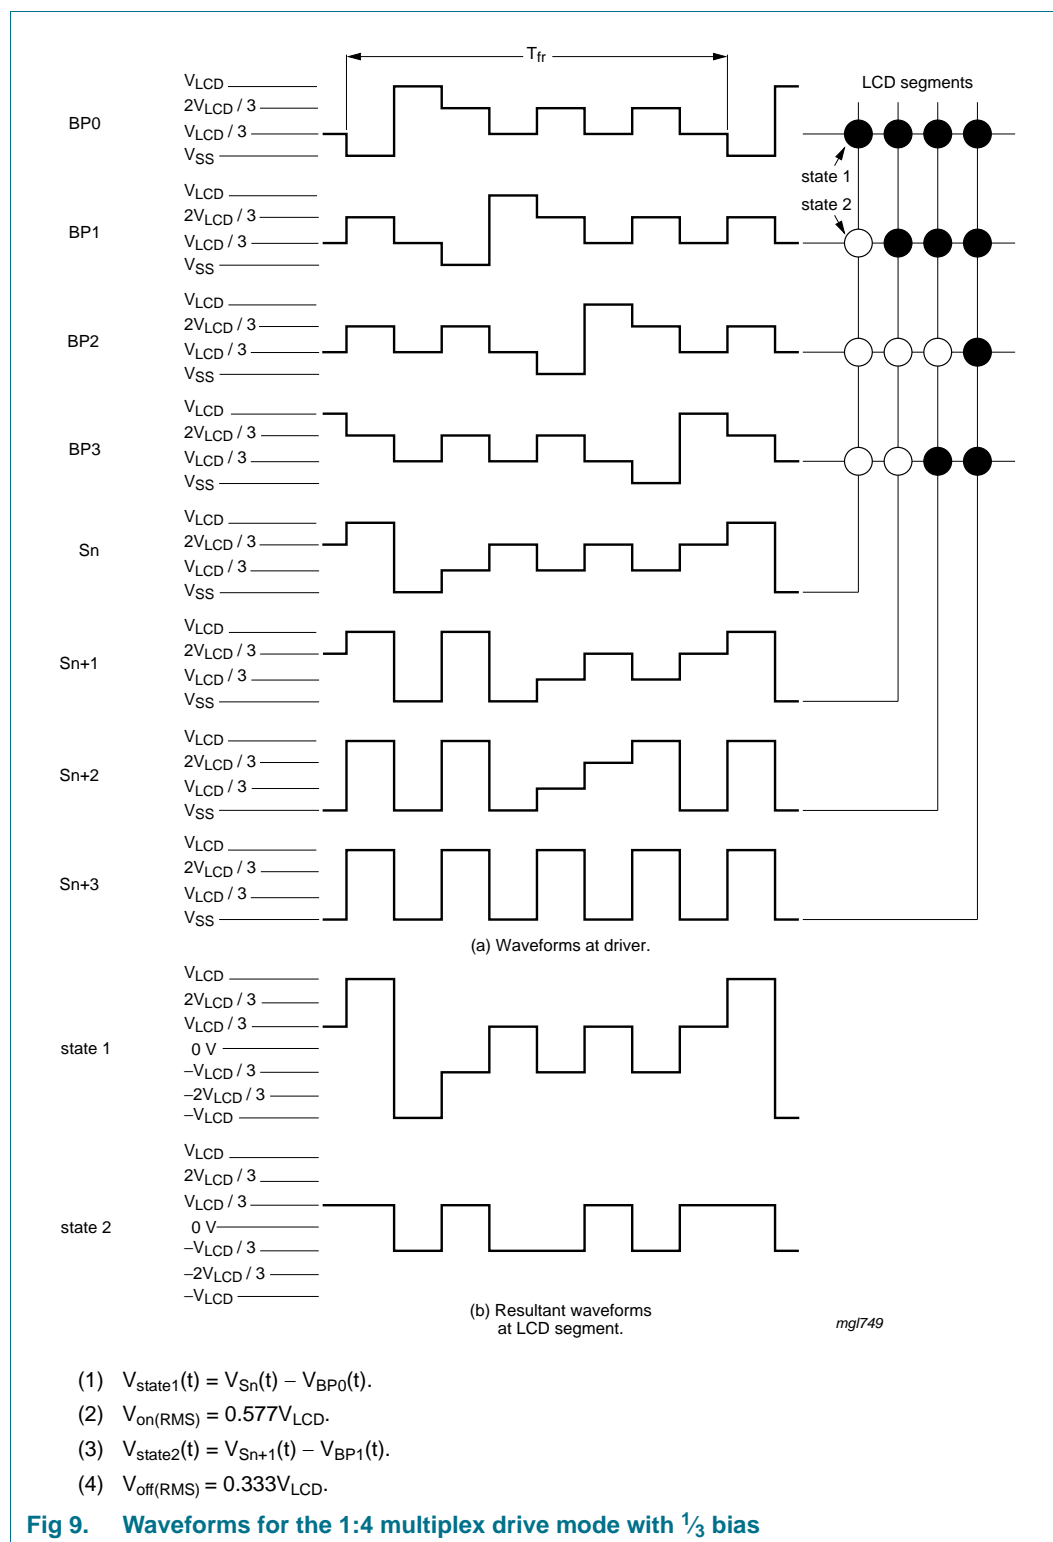 Tfr
LCD segments
BP0
VLCD
2VLCD / 3
VLCD / 3
VSS
state 1
state 2
BP1
VLCD
2VLCD / 3
VLCD / 3
VSS
BP2
VLCD
2VLCD / 3
VLCD / 3
VSS
BP3
VLCD
2VLCD / 3
VLCD / 3
VSS
Sn
VLCD
2VLCD / 3
VLCD / 3
VSS
Sn+1
VLCD
2VLCD / 3
VLCD / 3
VSS
Sn+2
VLCD
2VLCD / 3
VLCD / 3
VSS
Sn+3
VLCD
2VLCD / 3
VLCD / 3
VSS
(a) Waveforms at driver.
state 1
VLCD
2VLCD / 3
VLCD / 3
0 V
−VLCD / 3
−2VLCD / 3
−VLCD
state 2
VLCD
2VLCD / 3
VLCD / 3
0 V
−VLCD / 3
−2VLCD / 3
−VLCD
(b) Resultant waveforms
at LCD segment.
mgl749
(1) Vstate1(t) = VSn(t) − VBP0(t).
(2) Von(RMS) = 0.577VLCD.
(3) Vstate2(t) = VSn+1(t) − VBP1(t).
(4) Voff(RMS) = 0.333VLCD.
Fig 9. Waveforms for the 1:4 multiplex drive mode with 1⁄3 bias